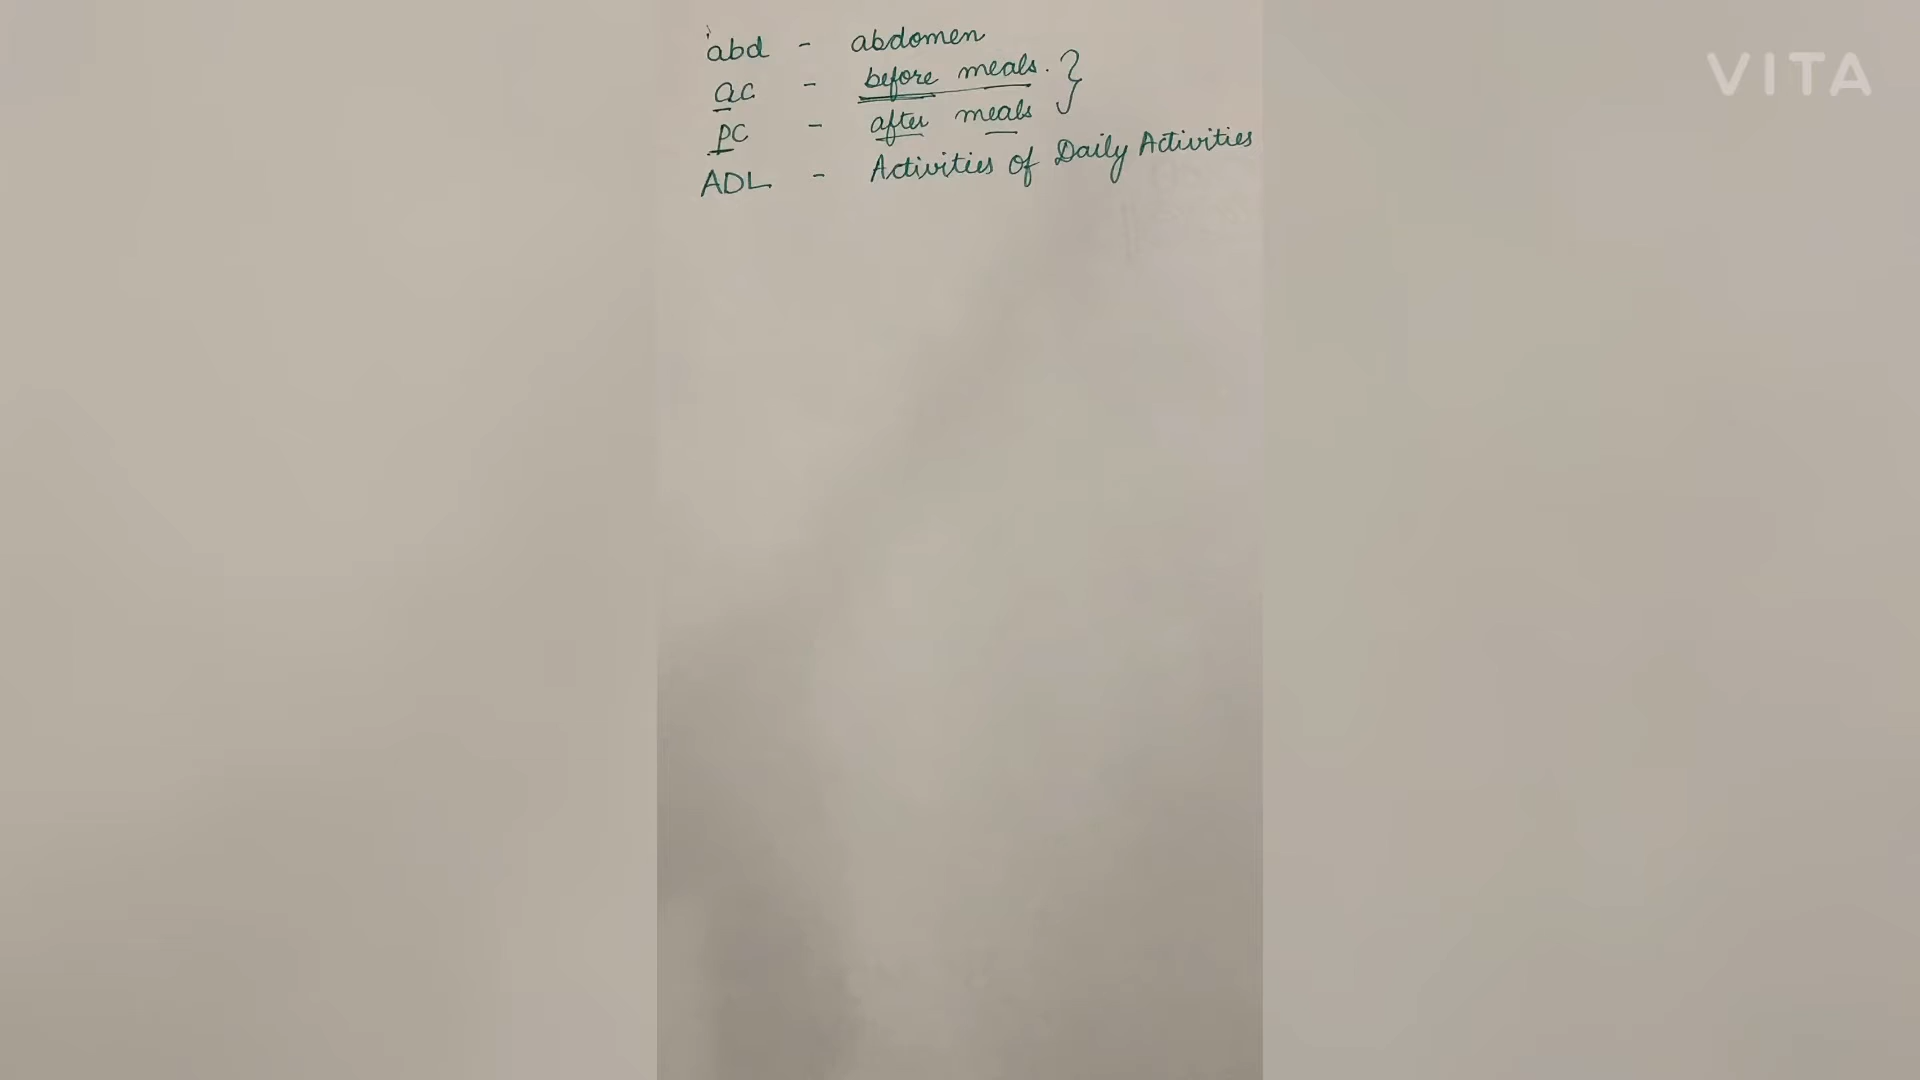 abd - abdomen
ac - before meals.
pc - after meals
ADL - Activities of Daily Activities
VITA